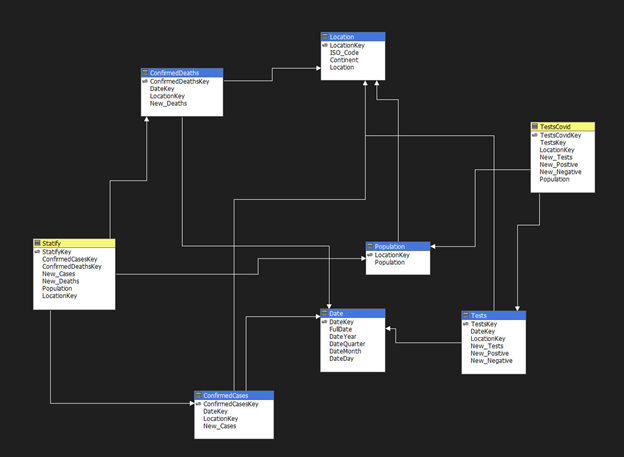 Location
LocationKey
ISO_Code
Continent
Location
ConfirmedDeaths
ConfirmedDeathsKey
DateKey
LocationKey
New_Deaths
TestsCovid
TestsCovidKey
TestsKey
LocationKey
New_Tests
New_Positive
New_Negative
Population
Statify
StatifyKey
ConfirmedCasesKey
ConfirmedDeathsKey
New_Cases
New_Deaths
Population
LocationKey
Population
LocationKey
Population
Date
DateKey
FullDate
DateYear
DateQuarter
DateMonth
DateDay
Tests
TestsKey
DateKey
LocationKey
New_Tests
New_Positive
New_Negative
ConfirmedCases
ConfirmedCasesKey
DateKey
LocationKey
New_Cases